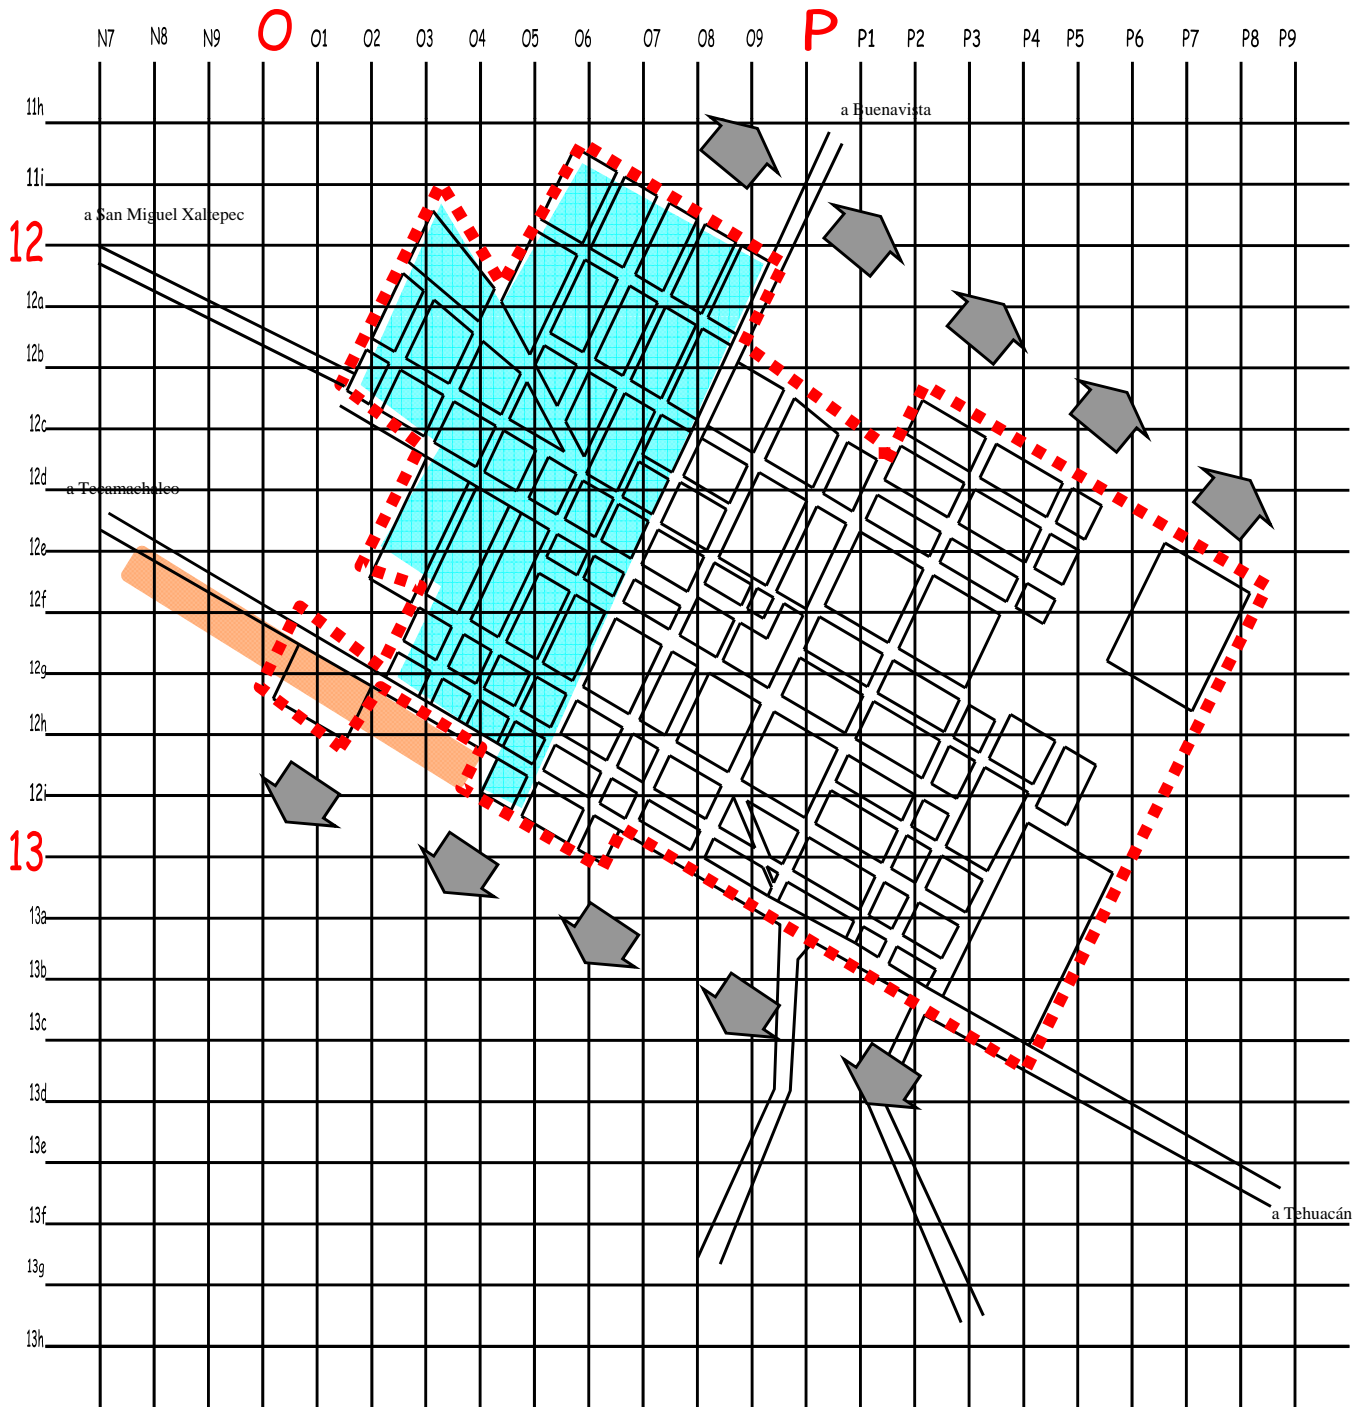 N7 N8 N9 O O1 O2 O3 O4 O5 O6 O7 O8 O9 P P1 P2 P3 P4 P5 P6 P7 P8 P9
11h
a Buenavista
11i
a San Miguel Xaltepec
12
12a
12b
12c
12d
a Tecamachalco
12e
12f
12g
12h
12i
13
13a
13b
13c
13d
13e
13f
a Tehuacán
13g
13h